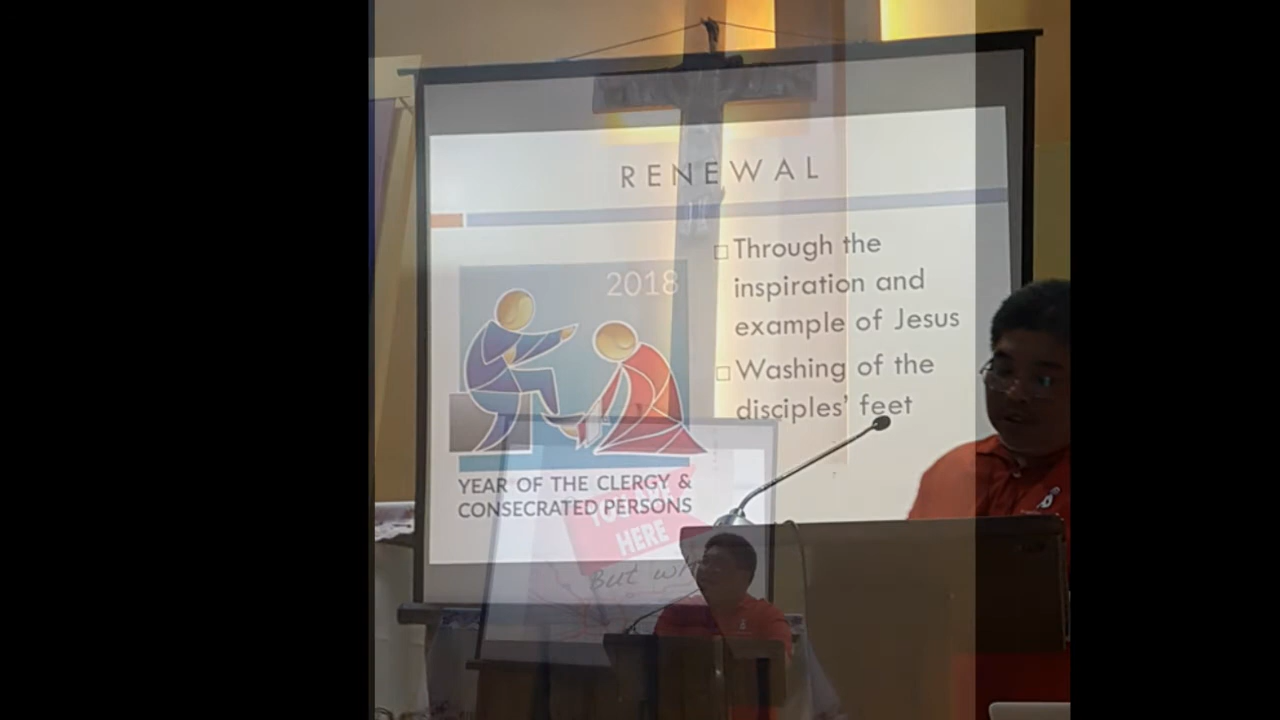 RENEWAL
2018
□ Through the
inspiration and
example of Jesus
□ Washing of the
disciples' feet
YEAR OF THE CLERGY &
CONSECRATED PERSONS
HERE
But